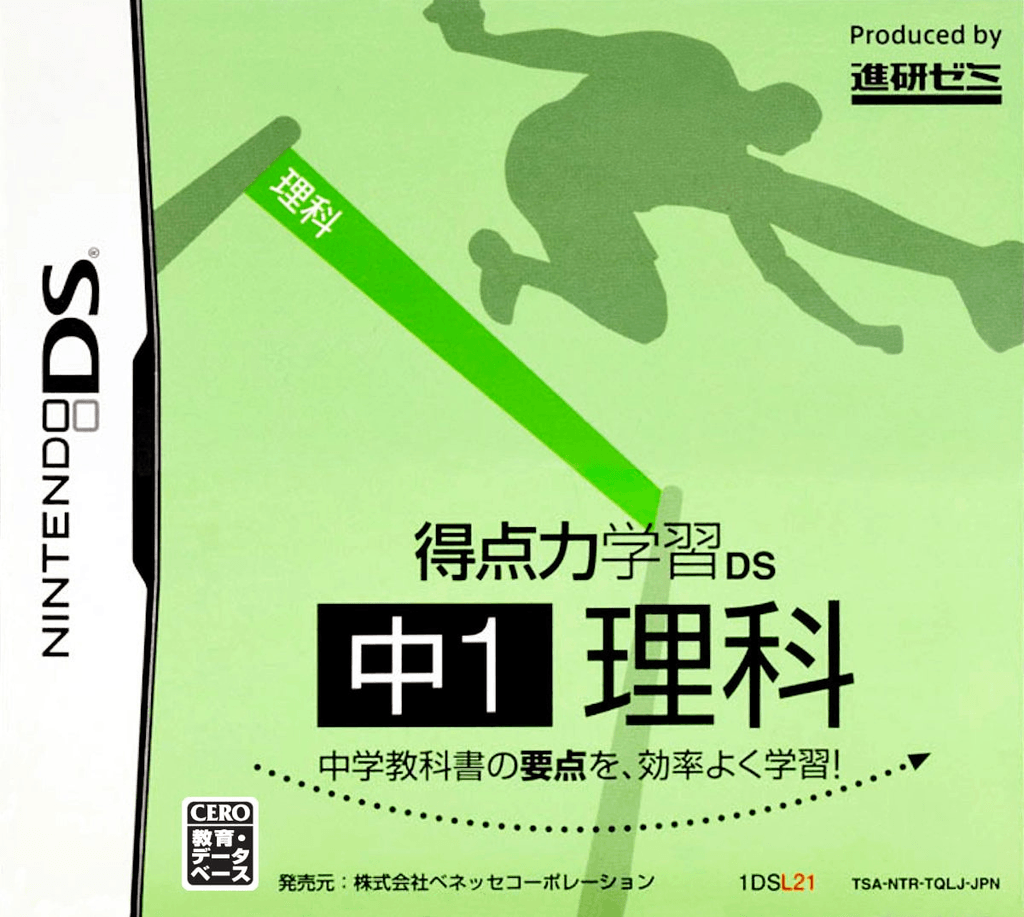 Produced by
進研ゼミ
理科
NINTENDO DS®
得点力学習DS
中1 理科
中学教科書の要点を、効率よく学習!
CERO
教育・
データ
ベース
発売元:株式会社ベネッセコーポレーション
1DSL21
TSA-NTR-TQLJ-JPN